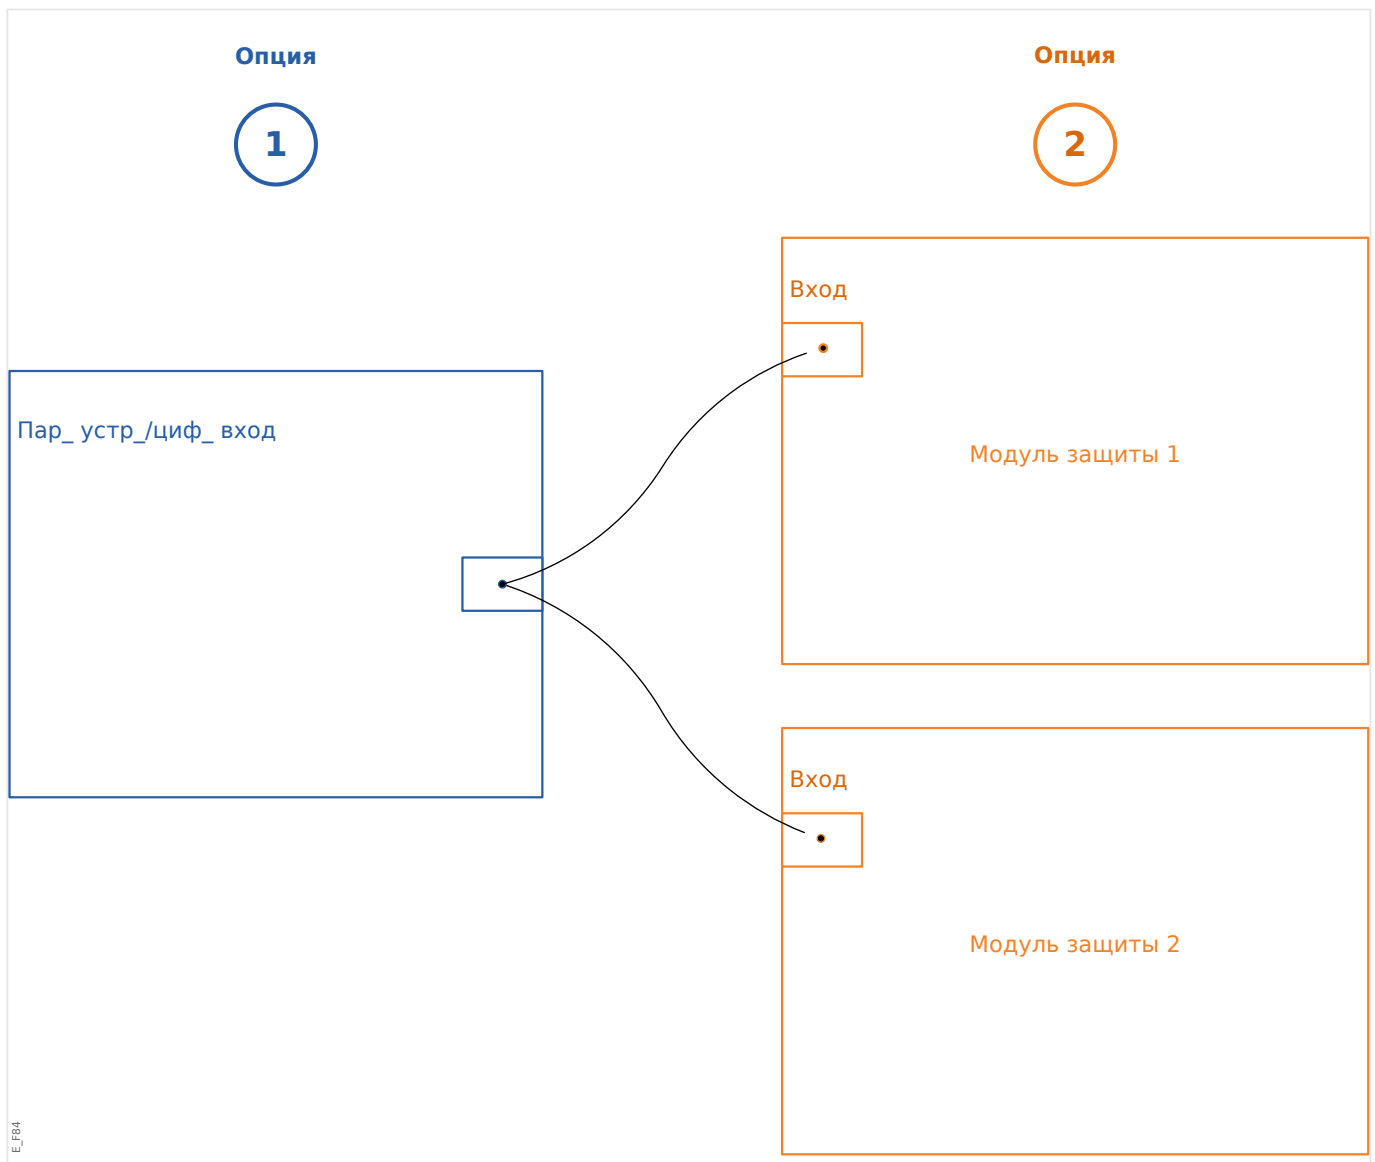 Опция
1
Опция
2
Пар_ устр_/циф_ вход
Вход
Модуль защиты 1
Вход
Модуль защиты 2
E_F84